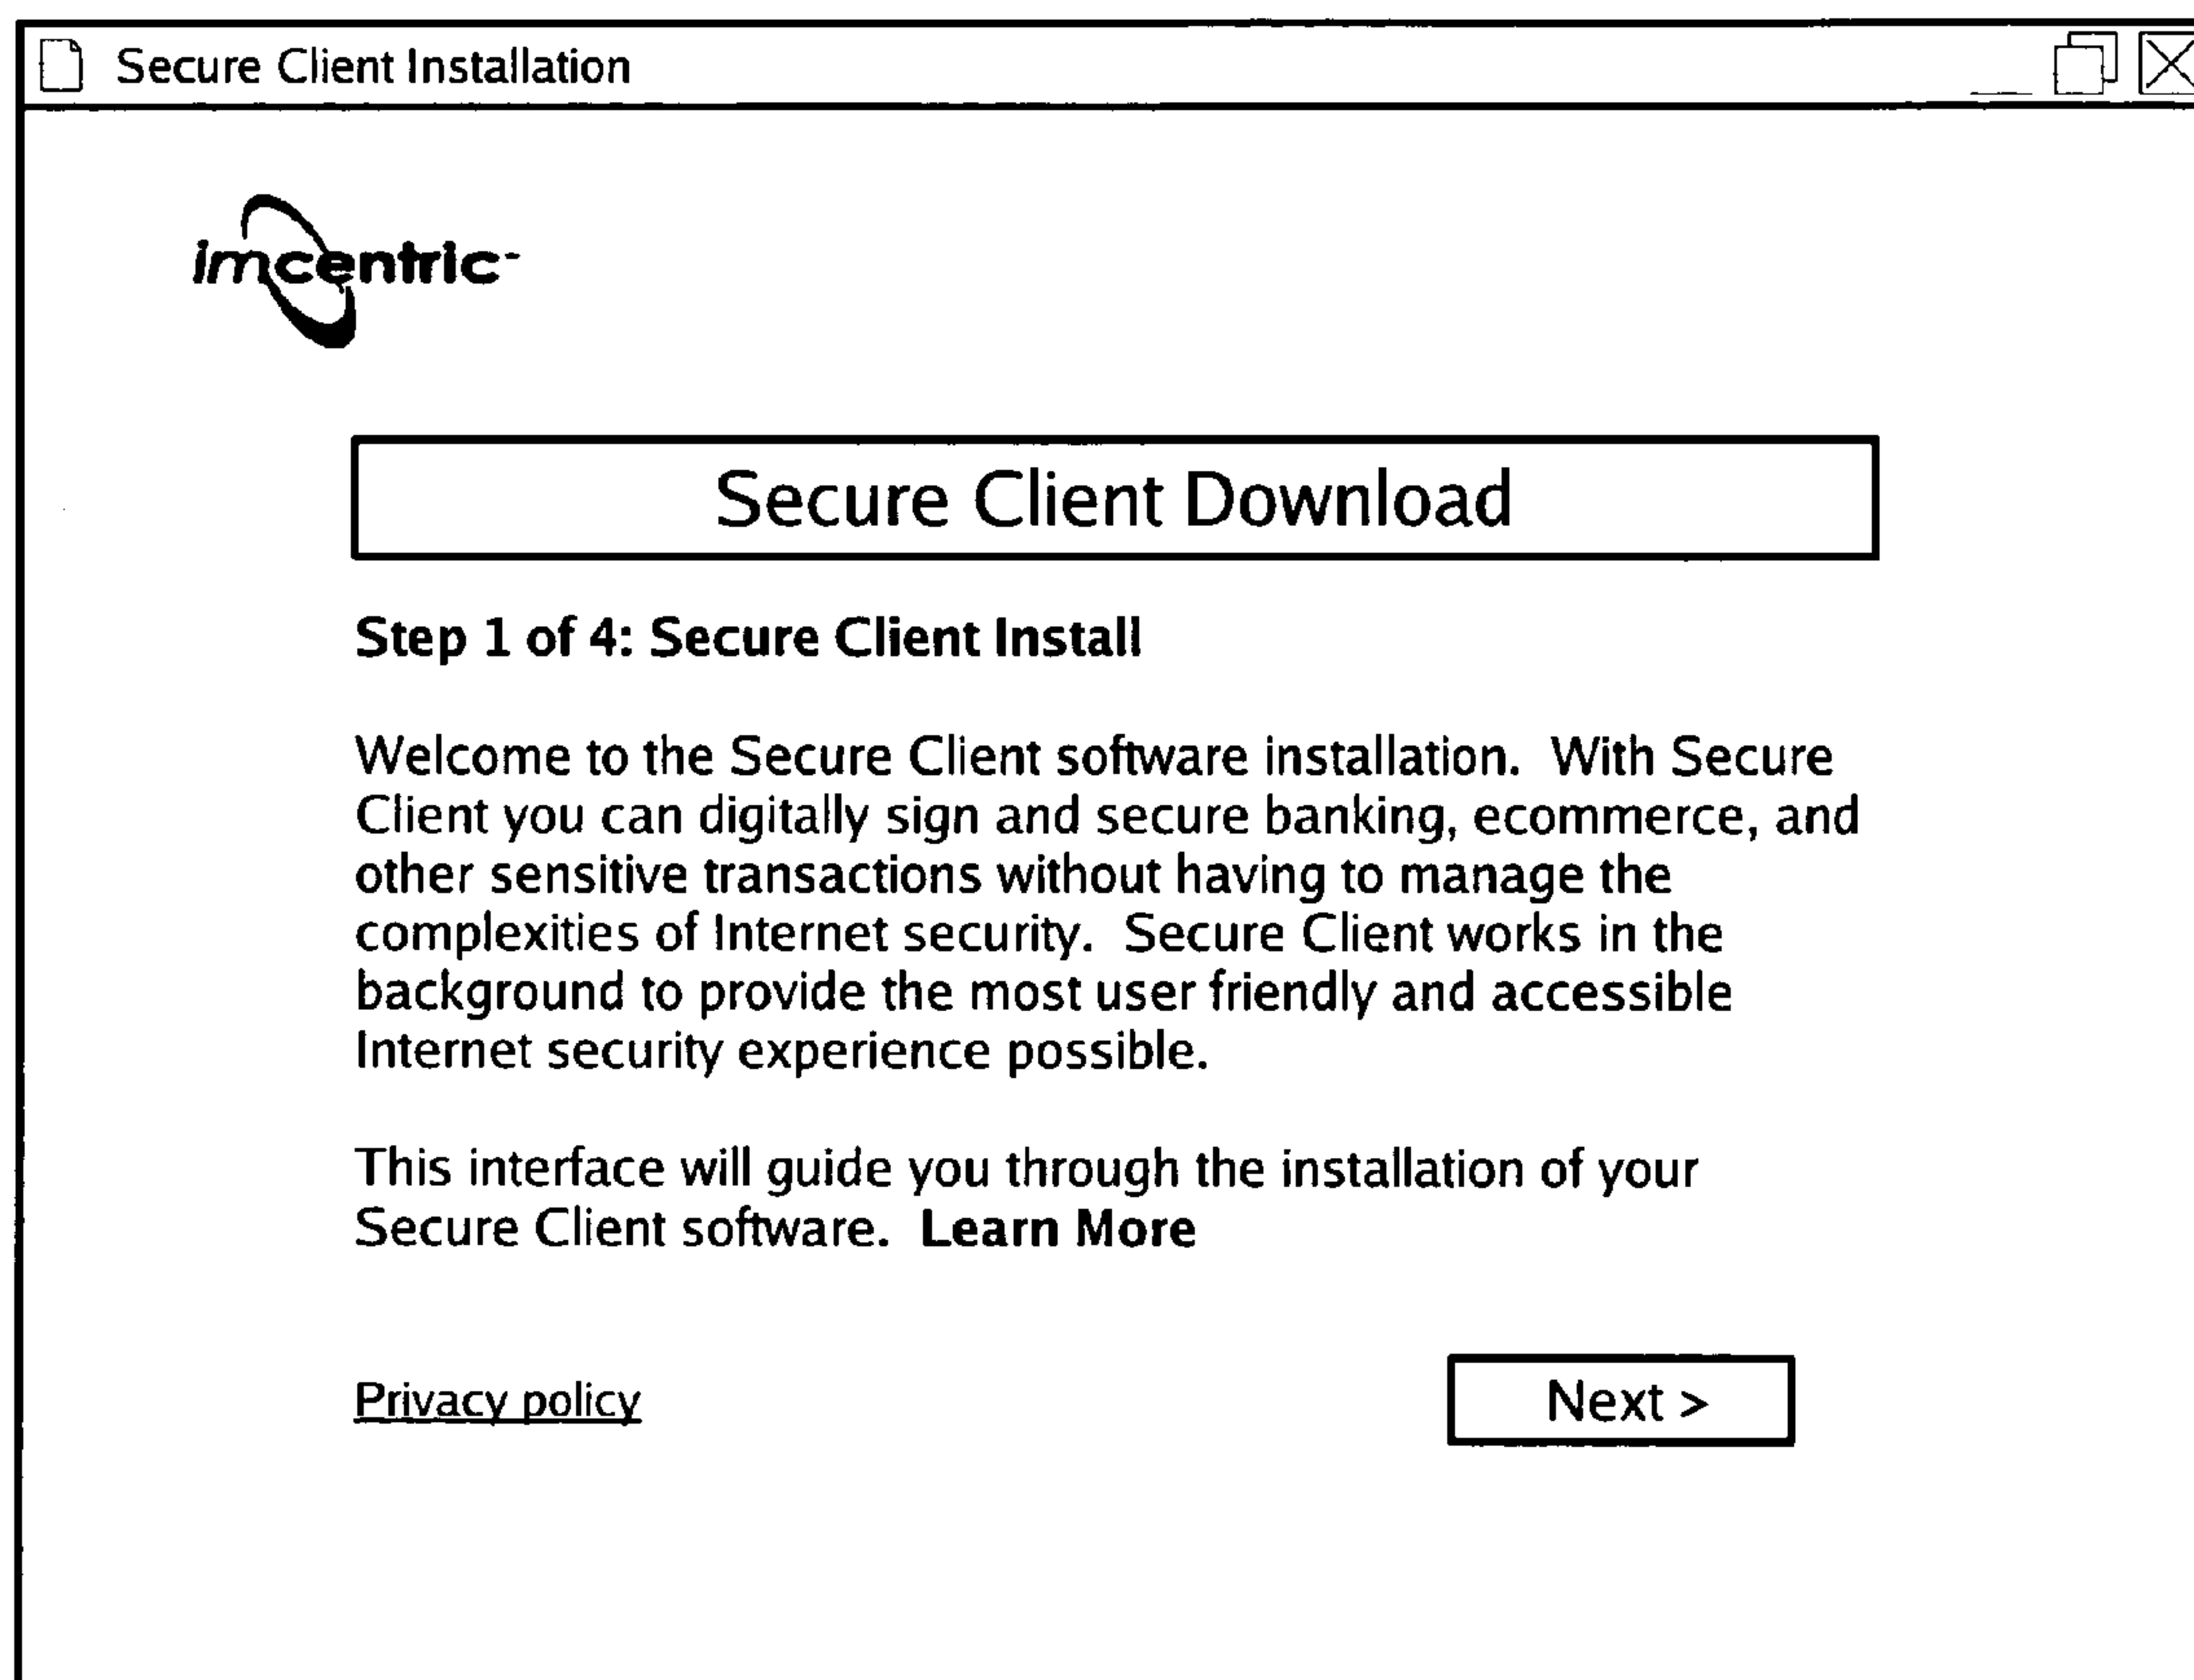 Secure Client Installation
imcentric
Secure Client Download
Step 1 of 4: Secure Client Install
Welcome to the Secure Client software installation.  With Secure
Client you can digitally sign and secure banking, ecommerce, and
other sensitive transactions without having to manage the
complexities of Internet security.  Secure Client works in the
background to provide the most user friendly and accessible
Internet security experience possible.
This interface will guide you through the installation of your
Secure Client software.  Learn More
Privacy policy
Next >